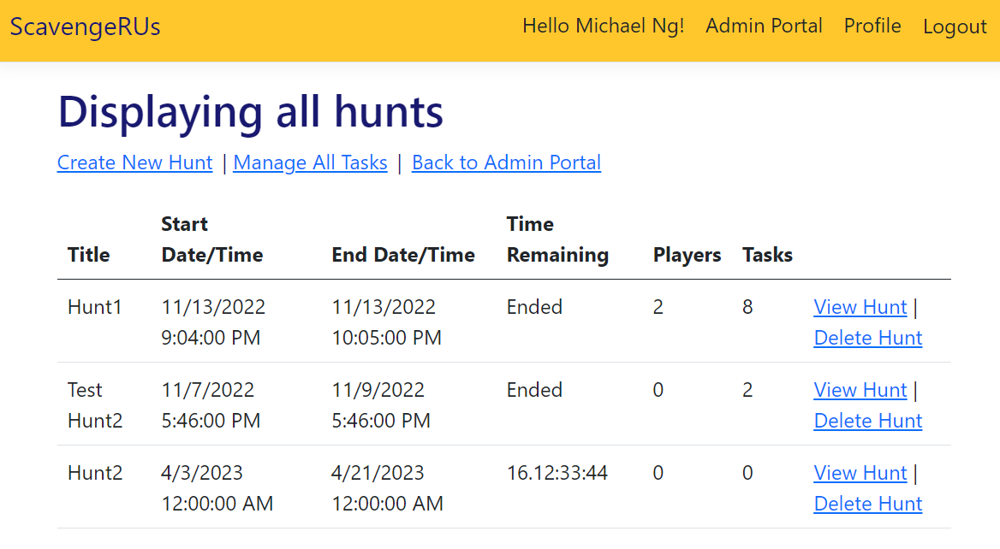 ScavengeRUs Hello Michael Ng! Admin Portal Profile Logout
Displaying all hunts
Create New Hunt | Manage All Tasks | Back to Admin Portal
Start Time
Title Date/Time End Date/Time Remaining Players Tasks
Hunt1 11/13/2022 11/13/2022 Ended 2 8 View Hunt |
9:04:00 PM 10:05:00 PM Delete Hunt
Test 11/7/2022 11/9/2022 Ended 0 2 View Hunt |
Hunt2 5:46:00 PM 5:46:00 PM Delete Hunt
Hunt2 4/3/2023 4/21/2023 16.12:33:44 0 0 View Hunt |
12:00:00 AM 12:00:00 AM Delete Hunt